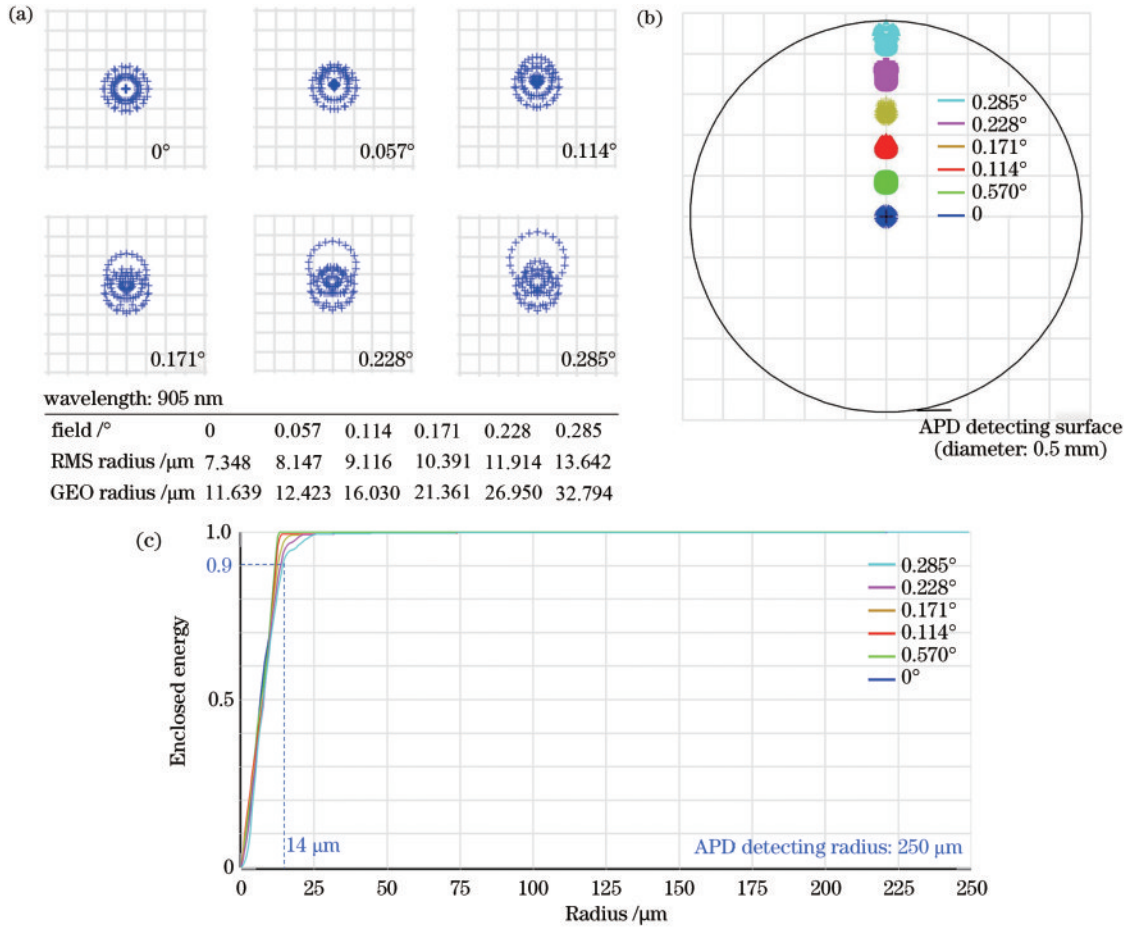 (a)
0°
0.057°
0.114°
0.171°
0.228°
0.285°
wavelength: 905 nm
field /° 0 0.057 0.114 0.171 0.228 0.285
RMS radius /μm 7.348 8.147 9.116 10.391 11.914 13.642
GEO radius /μm 11.639 12.423 16.030 21.361 26.950 32.794
(b)
0.285°
0.228°
0.171°
0.114°
0.570°
0
APD detecting surface
(diameter: 0.5 mm)
(c)
1.0
0.9
0.5
0
Enclosed energy
0.285°
0.228°
0.171°
0.114°
0.570°
0°
14 μm
APD detecting radius: 250 μm
0 25 50 75 100 125 150 175 200 225 250
Radius /μm